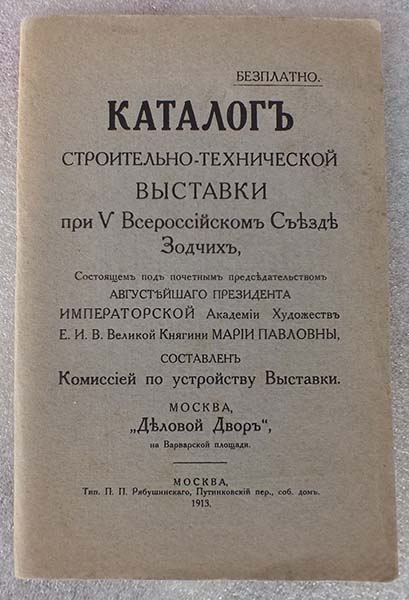 БЕЗПЛАТНО.
КАТАЛОГЪ
СТРОИТЕЛЬНО-ТЕХНИЧЕСКОЙ
ВЫСТАВКИ
при V Всероссійскомъ Съѣздѣ
Зодчихъ,
Состоящемъ подъ почетнымъ предсѣдательствомъ
АВГУСТѢЙШАГО ПРЕЗИДЕНТА
ИМПЕРАТОРСКОЙ Академіи Художествъ
Е. И. В. Великой Княгини МАРІИ ПАВЛОВНЫ,
СОСТАВЛЕНЪ
Комиссіей по устройству Выставки.
МОСКВА,
„Дѣловой Дворъ“,
на Варварской площади.
МОСКВА,
Тип. П. П. Рябушинскаго, Путинковскій пер., соб. домъ.
1913.